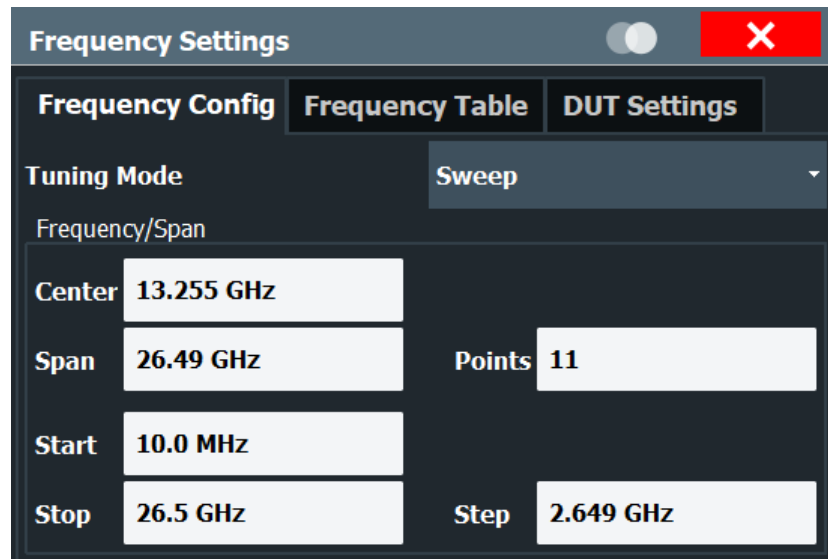 Frequency Settings
Frequency Config Frequency Table DUT Settings
Tuning Mode Sweep
Frequency/Span
Center 13.255 GHz
Span 26.49 GHz Points 11
Start 10.0 MHz
Stop 26.5 GHz Step 2.649 GHz